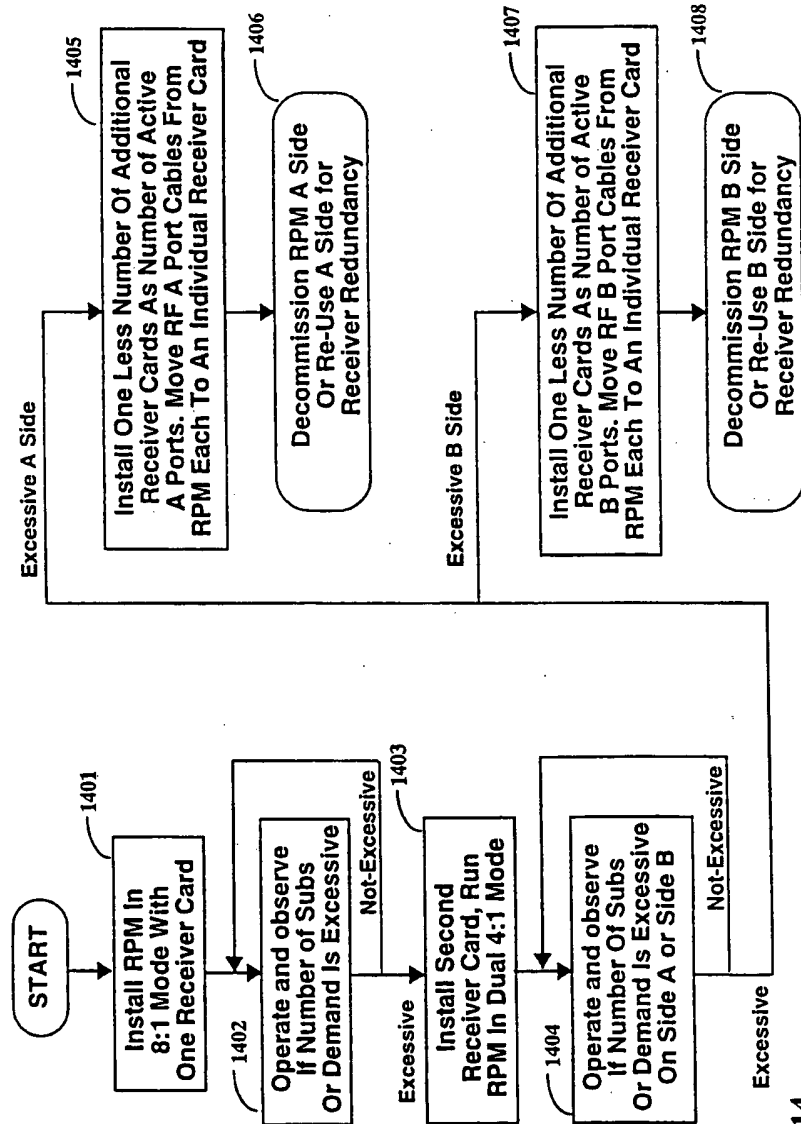 START
1401
Install RPM In
8:1 Mode With
One Receiver Card
1402
Operate and observe
If Number of Subs
Or Demand Is Excessive
Not-Excessive
Excessive
1403
Install Second
Receiver Card, Run
RPM In Dual 4:1 Mode
1404
Operate and observe
If Number Of Subs
Or Demand Is Excessive
On Side A or Side B
Not-Excessive
Excessive
Excessive A Side
1405
Install One Less Number Of Additional
Receiver Cards As Number of Active
A Ports. Move RF A Port Cables From
RPM Each To An Individual Receiver Card
1406
Decommission RPM A Side
Or Re-Use A Side for
Receiver Redundancy
Excessive B Side
1407
Install One Less Number Of Additional
Receiver Cards As Number of Active
B Ports. Move RF B Port Cables From
RPM Each To An Individual Receiver Card
1408
Decommission RPM B Side
Or Re-Use B Side for
Receiver Redundancy
14